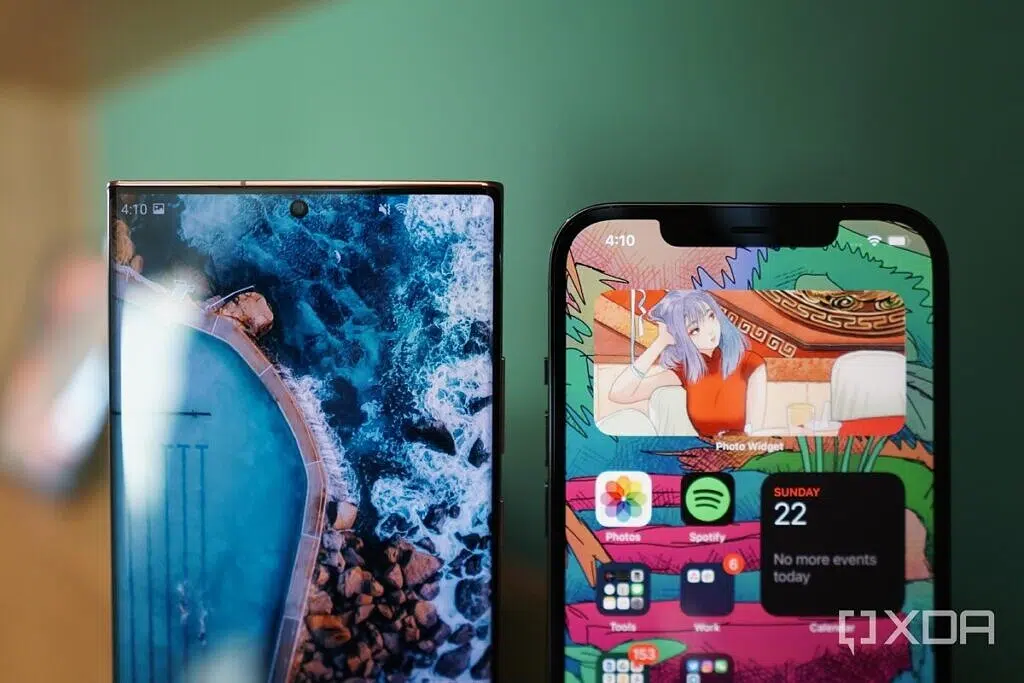 4:10
4:10
Photo Widget
Photos
Spotify
SUNDAY
22
No more events
today
6
Tools
Work
Calendar
153
XDA